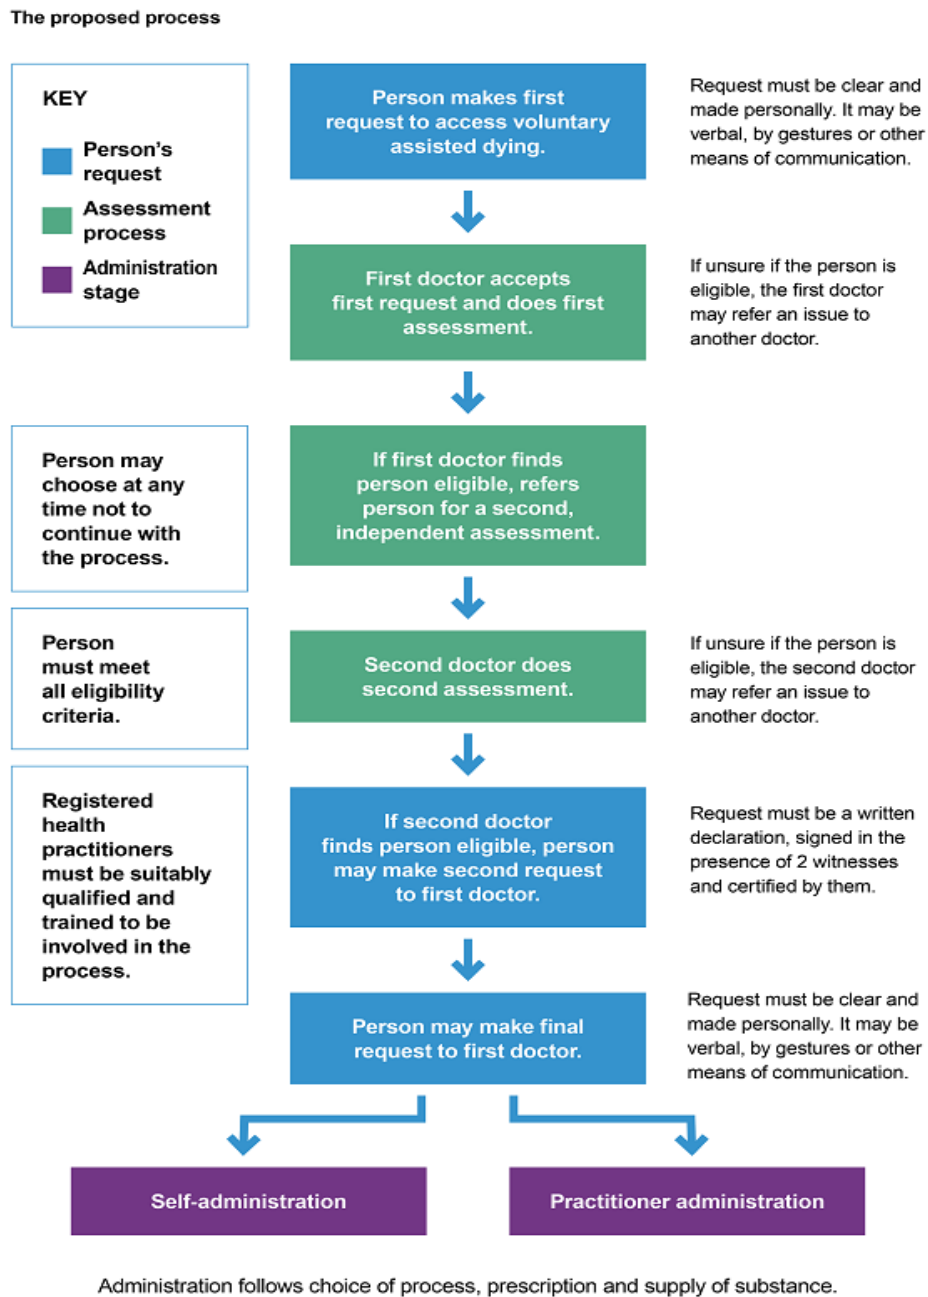 The proposed process
KEY
Person's
request
Assessment
process
Administration
stage
Person makes first
request to access voluntary
assisted dying.
Request must be clear and
made personally. It may be
verbal, by gestures or other
means of communication.
First doctor accepts
first request and does first
assessment.
If unsure if the person is
eligible, the first doctor
may refer an issue to
another doctor.
Person may
choose at any
time not to
continue with
the process.
If first doctor finds
person eligible, refers
person for a second,
independent assessment.
Person
must meet
all eligibility
criteria.
Second doctor does
second assessment.
If unsure if the person is
eligible, the second doctor
may refer an issue to
another doctor.
Registered
health
practitioners
must be suitably
qualified and
trained to be
involved in the
process.
If second doctor
finds person eligible, person
may make second request
to first doctor.
Request must be a written
declaration, signed in the
presence of 2 witnesses
and certified by them.
Person may make final
request to first doctor.
Request must be clear and
made personally. It may be
verbal, by gestures or other
means of communication.
Self-administration
Practitioner administration
Administration follows choice of process, prescription and supply of substance.